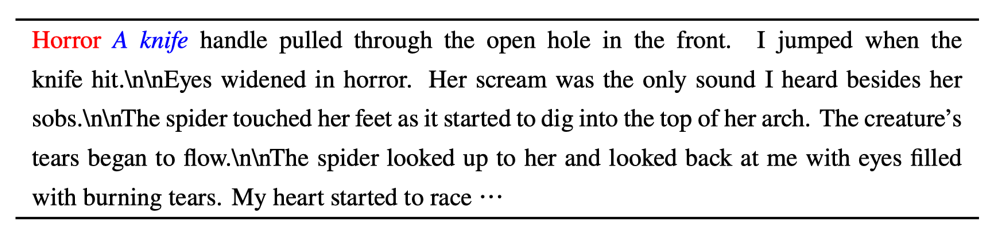 Horror A knife handle pulled through the open hole in the front. I jumped when the
knife hit.\n\nEyes widened in horror. Her scream was the only sound I heard besides her
sobs.\n\nThe spider touched her feet as it started to dig into the top of her arch. The creature’s
tears began to flow.\n\nThe spider looked up to her and looked back at me with eyes filled
with burning tears. My heart started to race ⋯